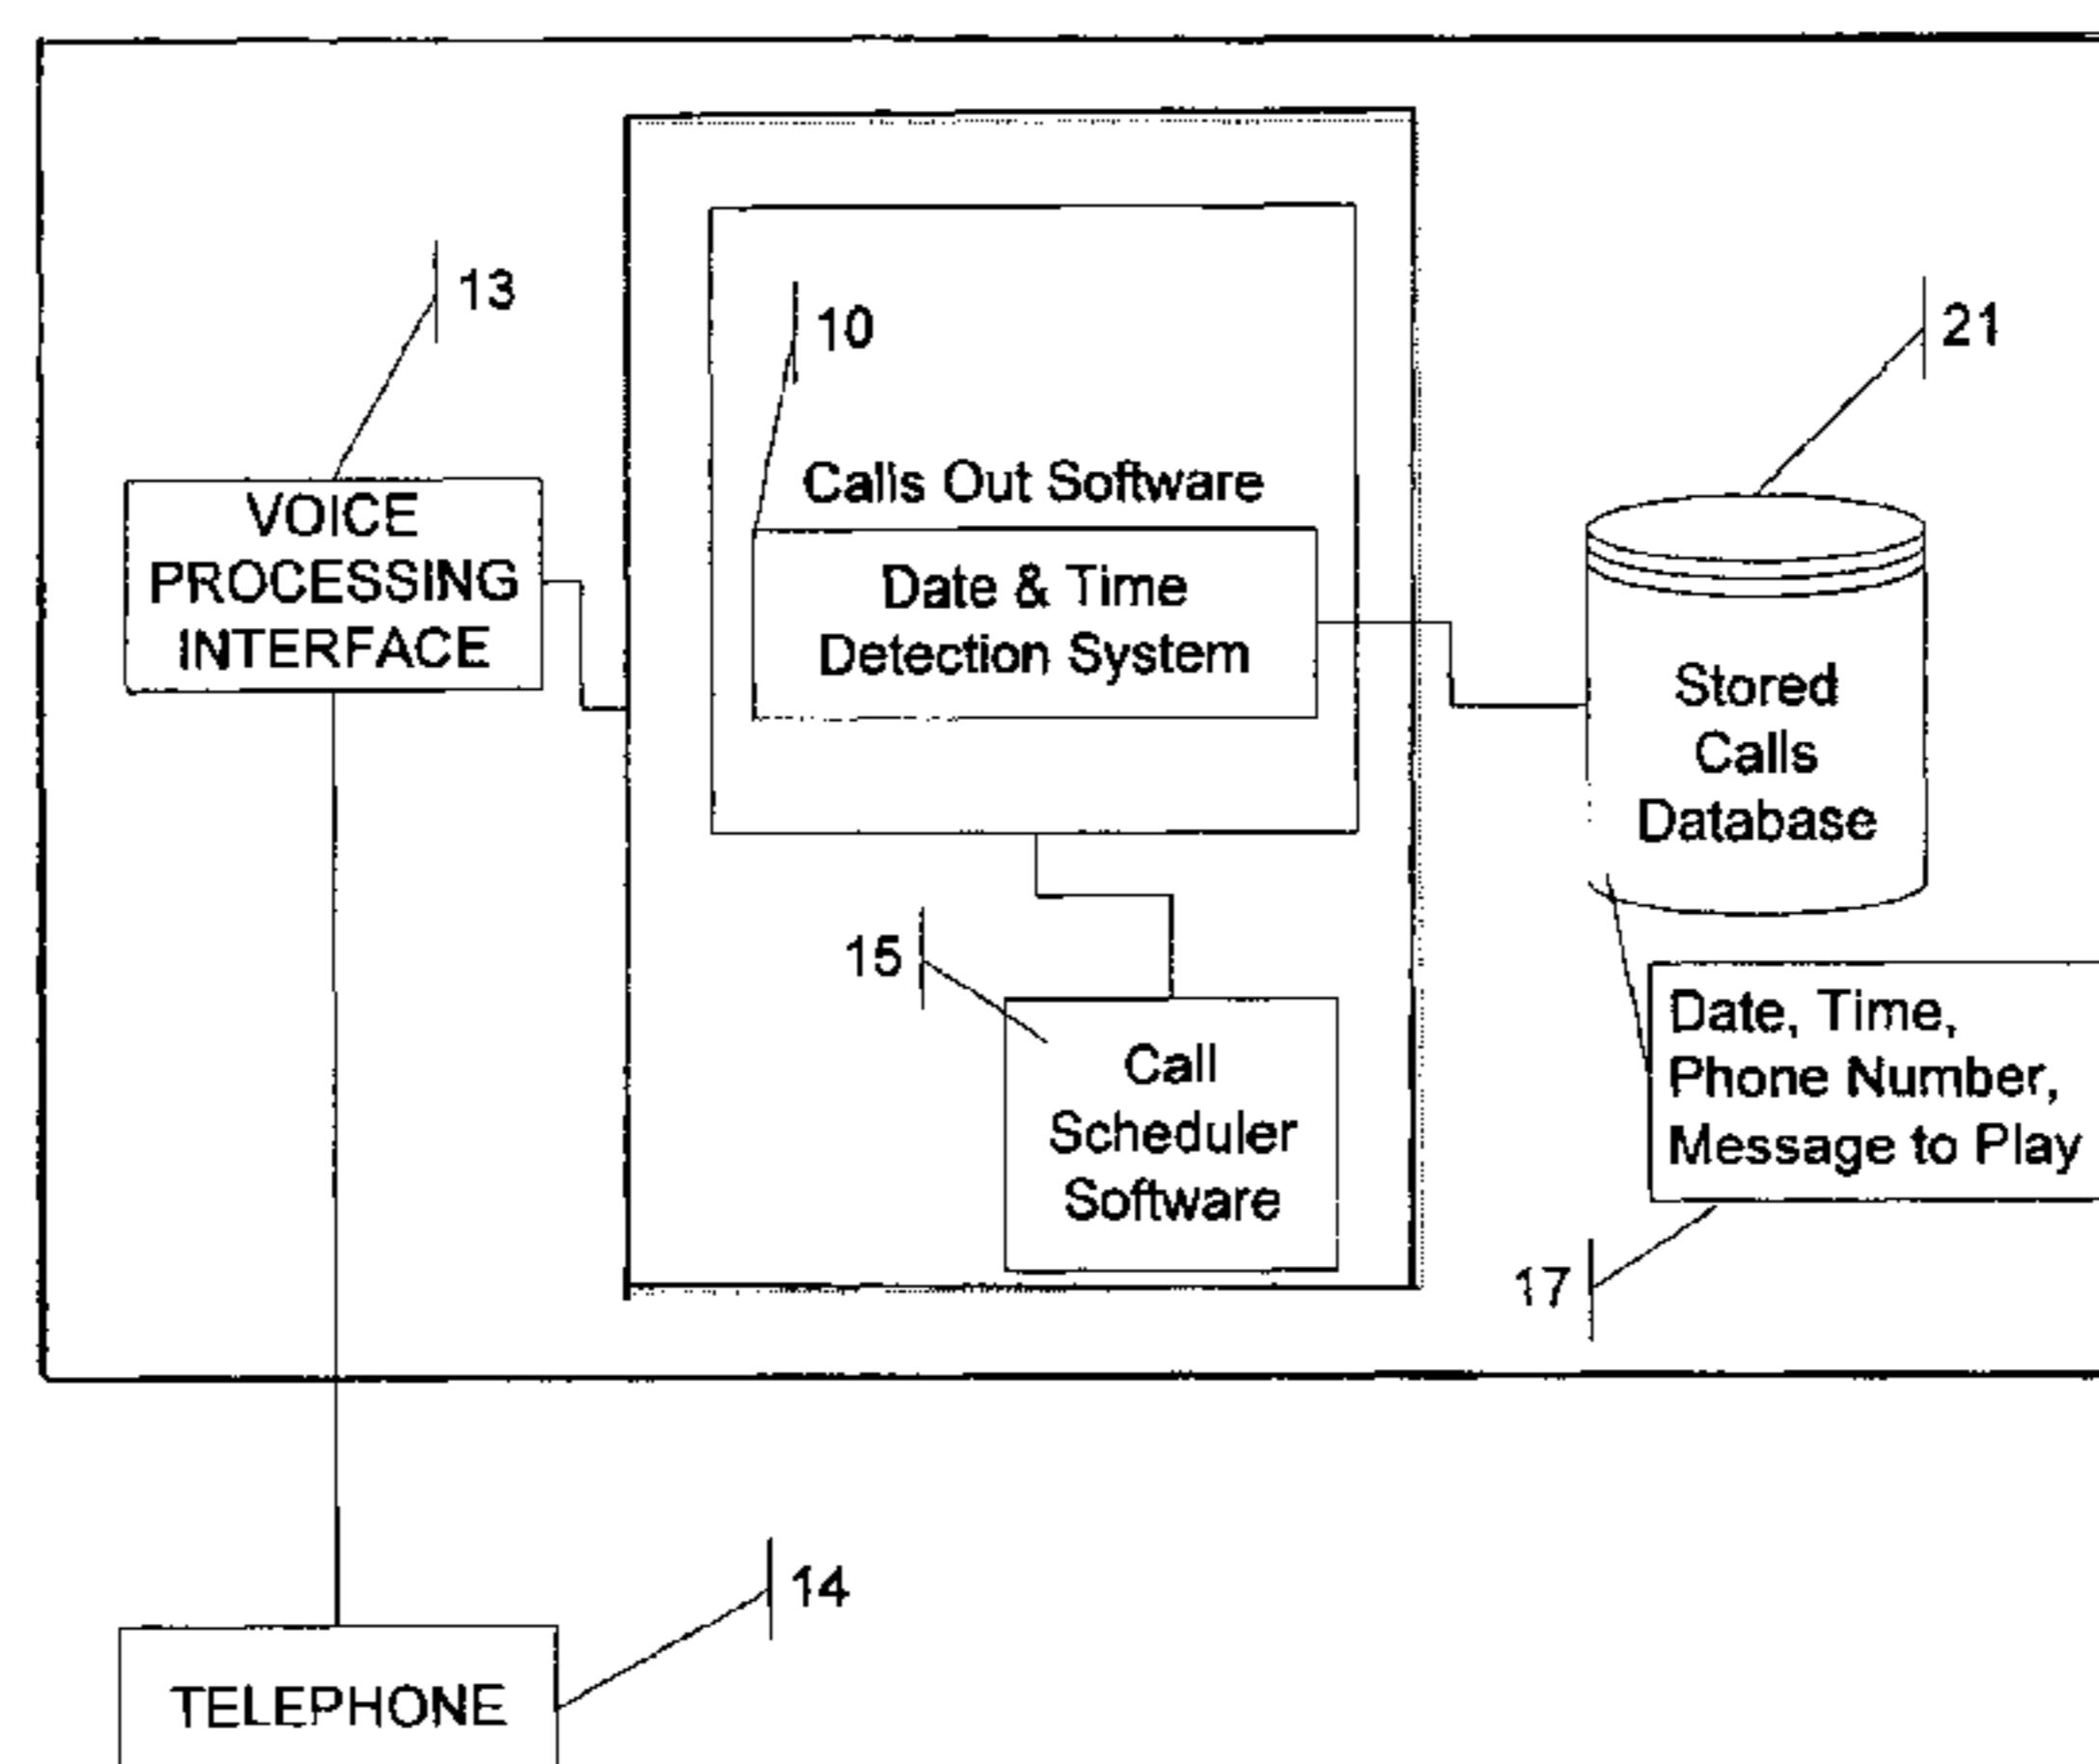 13
10
21
VOICE
PROCESSING
INTERFACE
Calls Out Software
Date & Time
Detection System
Stored
Calls
Database
15
Call
Scheduler
Software
Date, Time,
Phone Number,
Message to Play
17
14
TELEPHONE